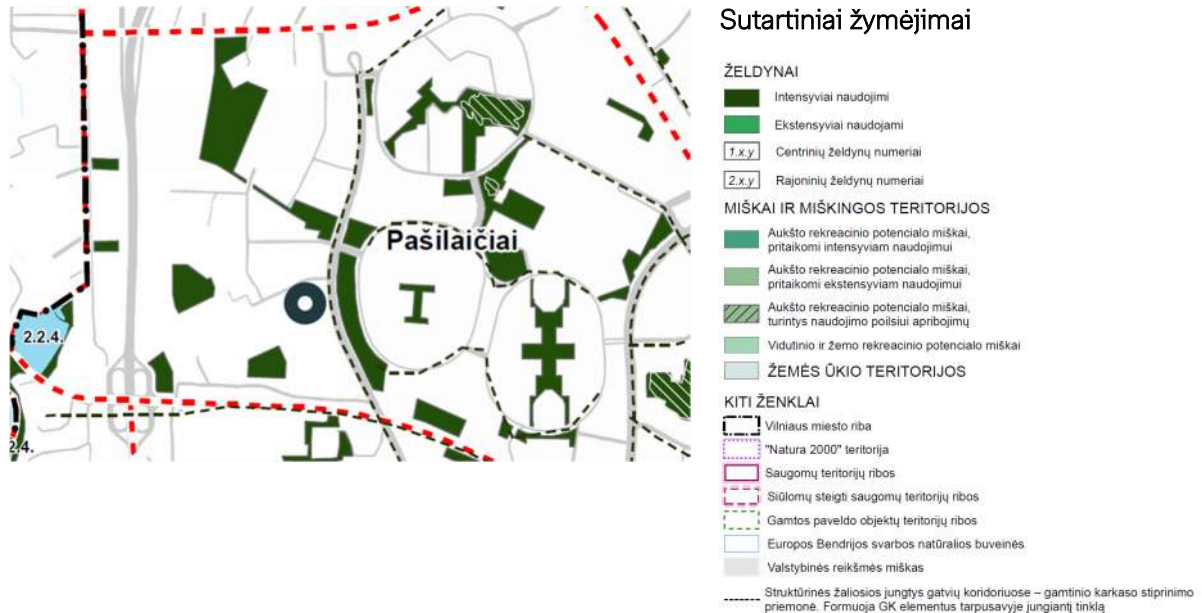 Sutartiniai žymėjimai
Pašilaičiai
2.2.4.
2.4.
ŽELDYNAI
Intensyviai naudojimi
Ekstensyviai naudojami
1.x.y Centrinių želdynų numeriai
2.x.y Rajoninių želdynų numeriai
MIŠKAI IR MIŠKINGOS TERITORIJOS
Aukšto rekreacinio potencialo miškai,
pritaikomi intensyviam naudojimui
Aukšto rekreacinio potencialo miškai,
pritaikomi ekstensyviam naudojimui
Aukšto rekreacinio potencialo miškai,
turintys naudojimo poilsiui apribojimų
Vidutinio ir žemo rekreacinio potencialo miškai
ŽEMĖS ŪKIO TERITORIJOS
KITI ŽENKLAI
Vilniaus miesto riba
"Natura 2000" teritorija
Saugomų teritorijų ribos
Siūlomų steigti saugomų teritorijų ribos
Gamtos paveldo objektų teritorijų ribos
Europos Bendrijos svarbos natūralios buveinės
Valstybinės reikšmės miškas
Struktūrinės žaliosios jungtys gatvių koridoriuose – gamtinio karkaso stiprinimo
priemonė. Formuoja GK elementus tarpusavyje jungiantį tinklą